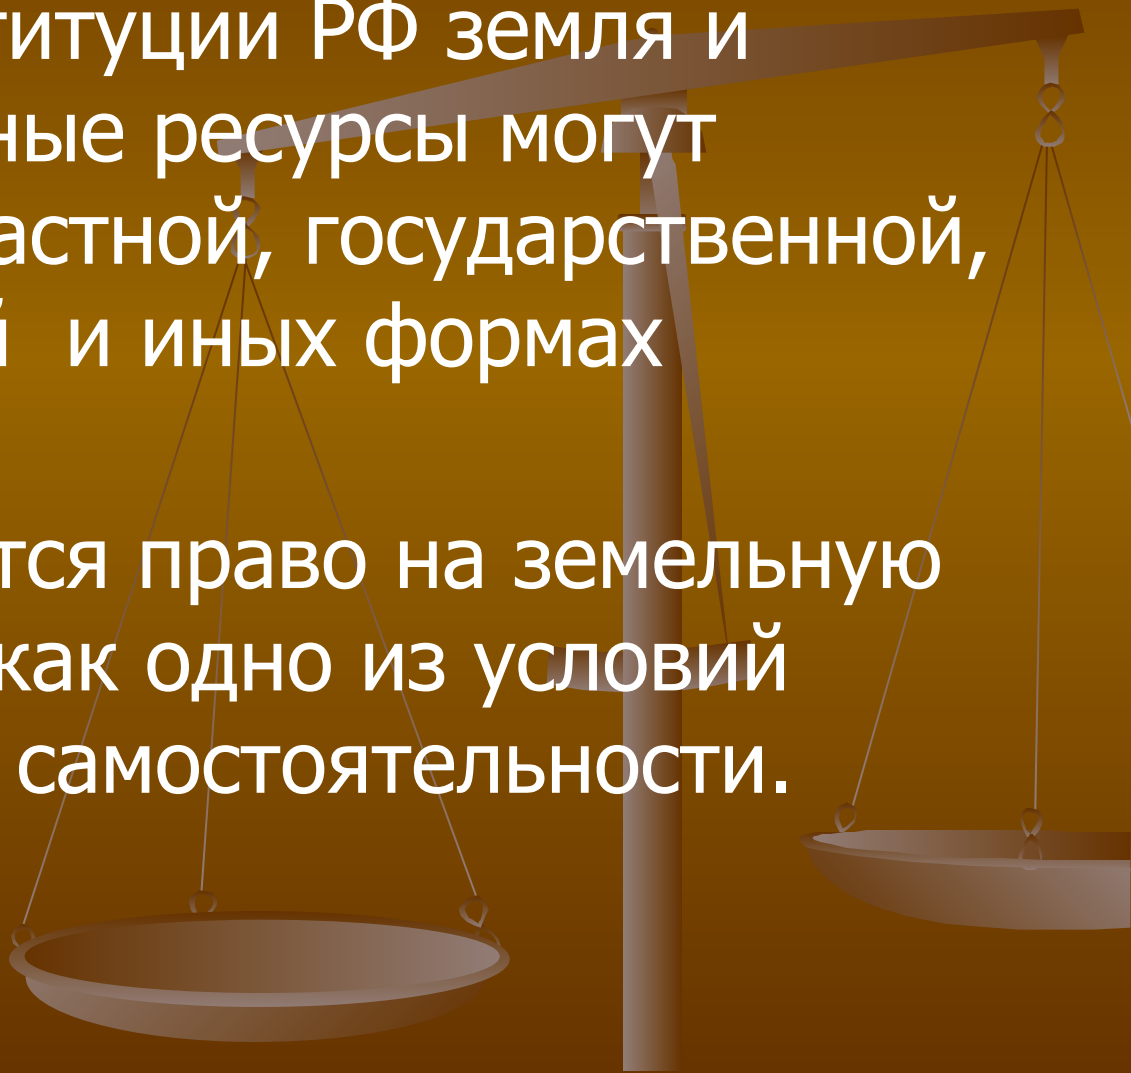 титуции РФ земля и
ные ресурсы могут
астной, государственной,
й и иных формах
тся право на земельную
как одно из условий
самостоятельности.